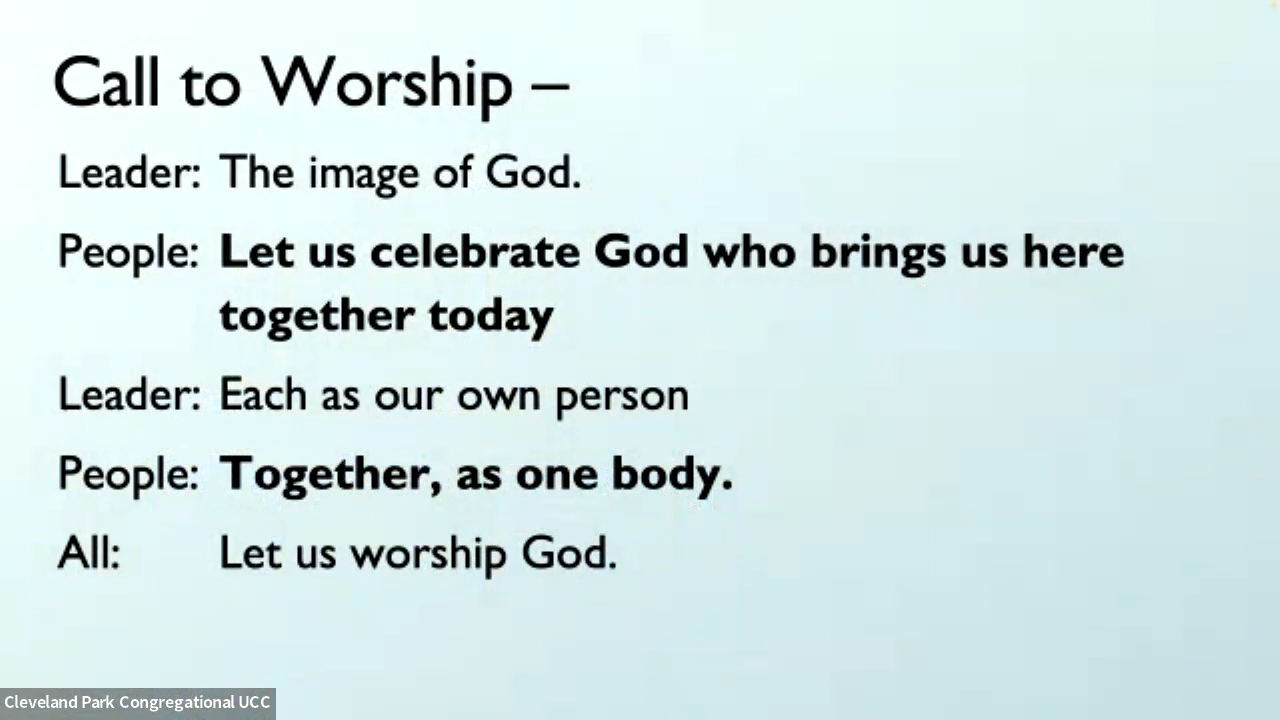 Call to Worship –
Leader: The image of God.
People: Let us celebrate God who brings us here
together today
Leader: Each as our own person
People: Together, as one body.
All: Let us worship God.
Cleveland Park Congregational UCC